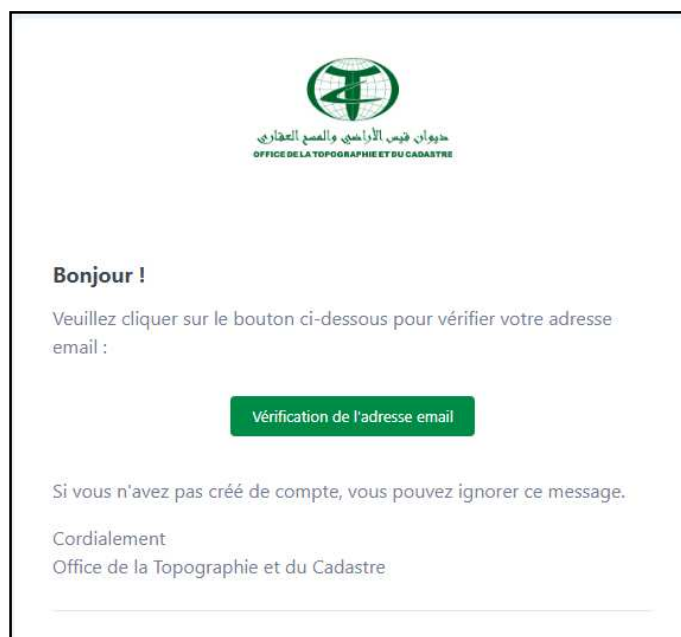 ديوان قيس الأراضي والمسح العقاري
OFFICE DE LA TOPOGRAPHIE ET DU CADASTRE
Bonjour !
Veuillez cliquer sur le bouton ci-dessous pour vérifier votre adresse
email :
Vérification de l'adresse email
Si vous n'avez pas créé de compte, vous pouvez ignorer ce message.
Cordialement
Office de la Topographie et du Cadastre